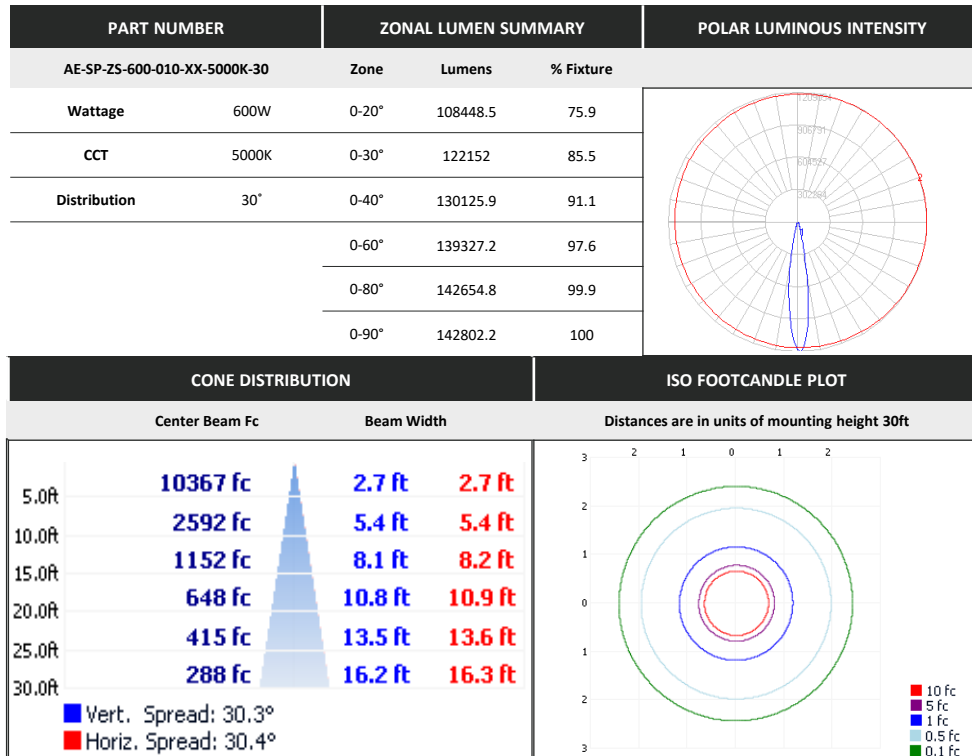 PART NUMBER ZONAL LUMEN SUMMARY POLAR LUMINOUS INTENSITY
AE-SP-ZS-600-010-XX-5000K-30 Zone Lumens % Fixture
Wattage 600W 0-20° 108448.5 75.9
CCT 5000K 0-30° 122152 85.5
Distribution 30° 0-40° 130125.9 91.1
0-60° 139327.2 97.6
0-80° 142654.8 99.9
0-90° 142802.2 100
906791
604527
2
1
CONE DISTRIBUTION ISO FOOTCANDLE PLOT
Center Beam Fc Beam Width Distances are in units of mounting height 30ft
5.0ft 10367 fc 2.7 ft 2.7 ft
10.0ft 2592 fc 5.4 ft 5.4 ft
15.0ft 1152 fc 8.1 ft 8.2 ft
20.0ft 648 fc 10.8 ft 10.9 ft
25.0ft 415 fc 13.5 ft 13.6 ft
30.0ft 288 fc 16.2 ft 16.3 ft
Vert. Spread: 30.3°
Horiz. Spread: 30.4°
2 1 0 1 2
3
2
1
0
1
2
3
10 fc
5 fc
1 fc
0.5 fc
0.1 fc